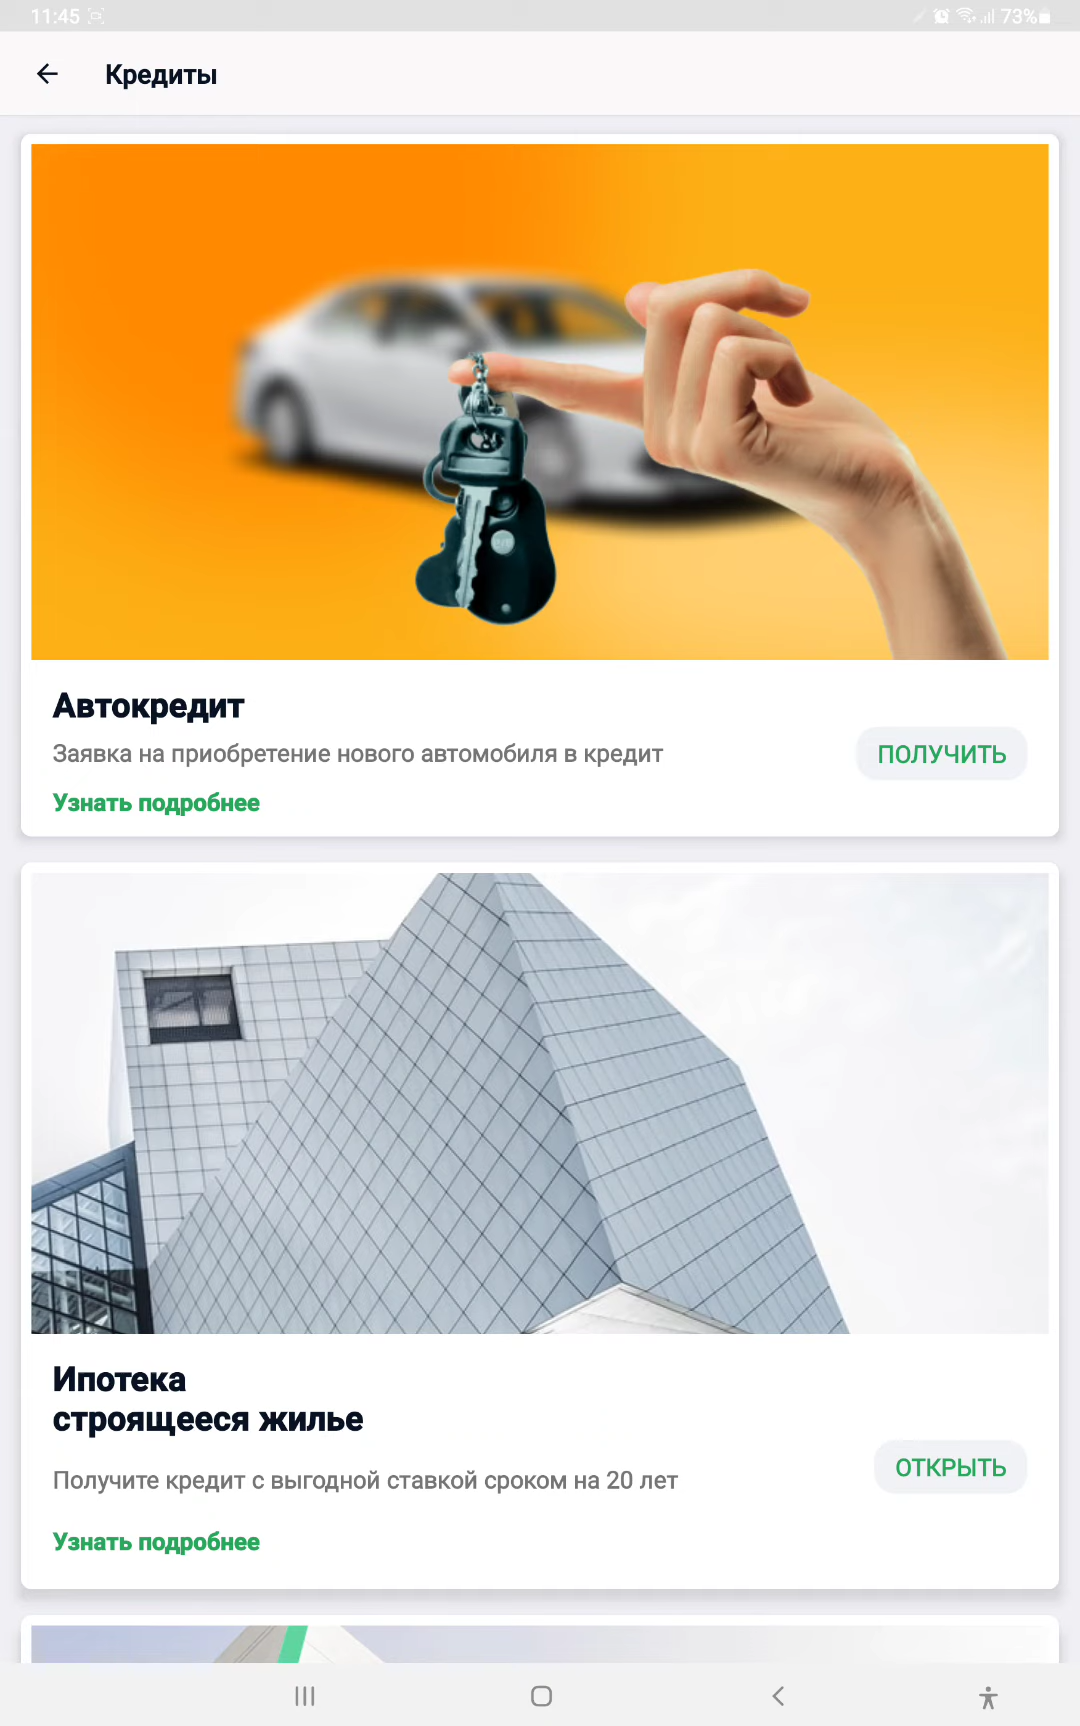 11:45
73%
Кредиты
Автокредит
Заявка на приобретение нового автомобиля в кредит
ПОЛУЧИТЬ
Узнать подробнее
Ипотека
строящееся жилье
Получите кредит с выгодной ставкой сроком на 20 лет
ОТКРЫТЬ
Узнать подробнее